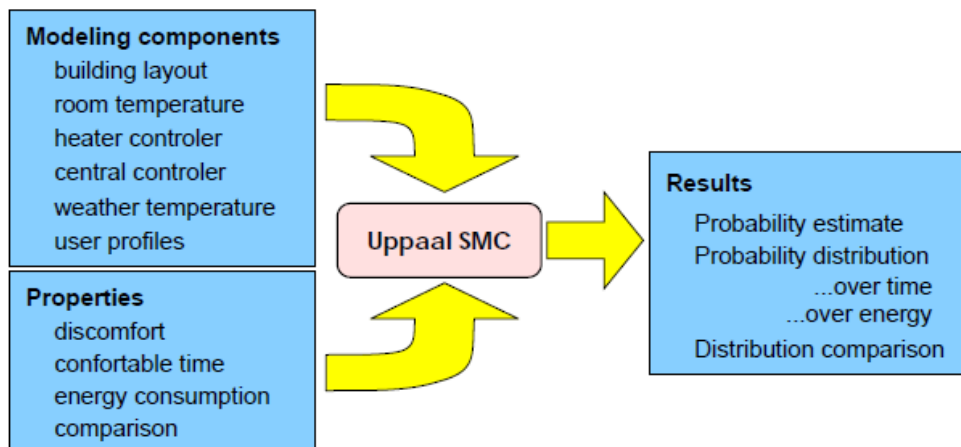 Modeling components
building layout
room temperature
heater controler
central controler
weather temperature
user profiles
Properties
discomfort
confortable time
energy consumption
comparison
Uppaal SMC
Results
Probability estimate
Probability distribution
...over time
...over energy
Distribution comparison